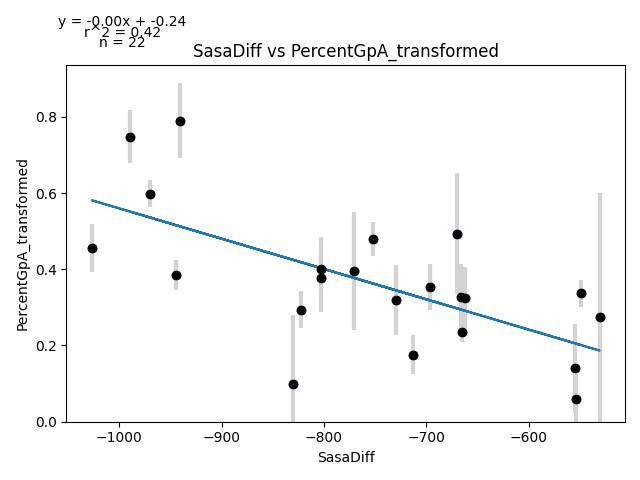 y = -0.00x + -0.24
r^2 = 0.42
n = 22
SasaDiff vs PercentGpA_transformed
0.8
0.6
0.4
0.2
0.0
PercentGpA_transformed
−1000 −900 −800 −700 −600
SasaDiff